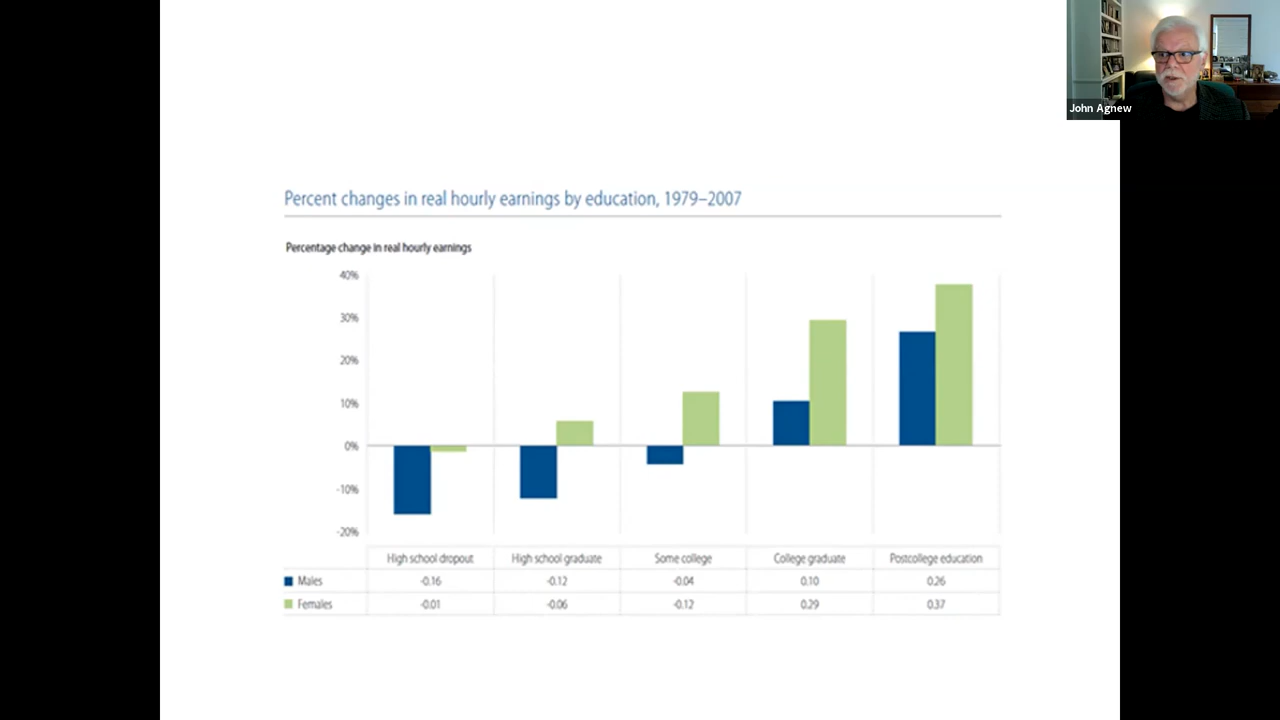 John Agnew
Percent changes in real hourly earnings by education, 1979–2007
Percentage change in real hourly earnings
40%
30%
20%
10%
0%
-10%
-20%
High school dropout High school graduate Some college College graduate Postcollege education
Males -0.16 -0.12 -0.04 0.10 0.26
Females -0.01 -0.06 -0.12 0.29 0.37